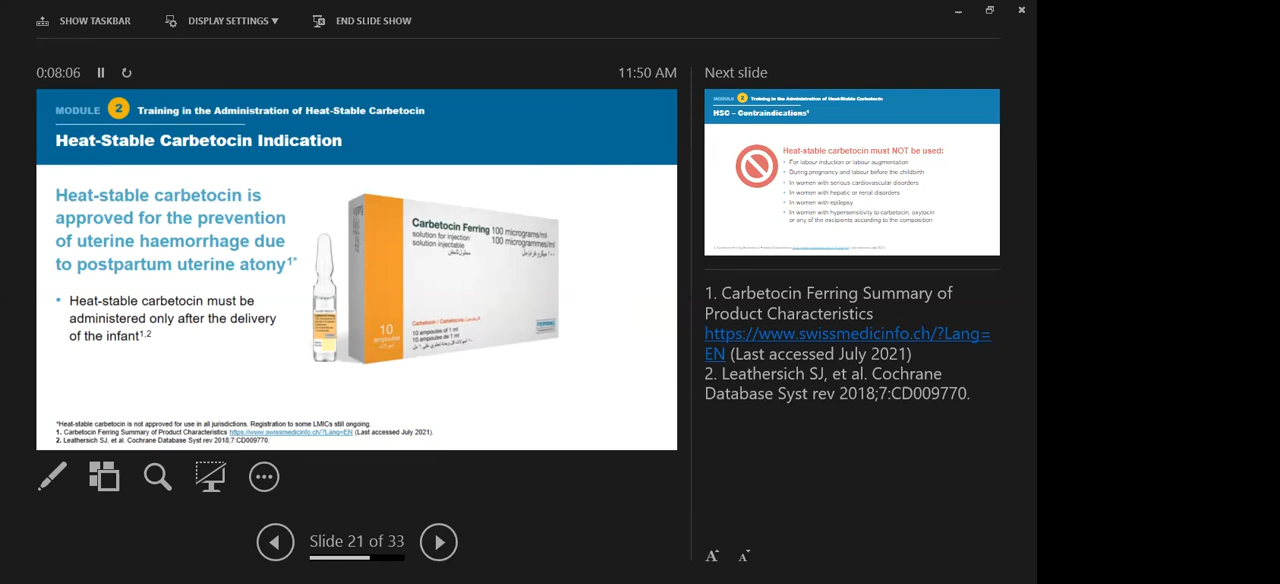 SHOW TASKBAR
DISPLAY SETTINGS ▼
END SLIDE SHOW
0:08:06
11:50 AM
MODULE 2 Training in the Administration of Heat-Stable Carbetocin
Heat-Stable Carbetocin Indication
Heat-stable carbetocin is
approved for the prevention
of uterine haemorrhage due
to postpartum uterine atony1*
• Heat-stable carbetocin must be
administered only after the delivery
of the infant1,2
Carbetocin Ferring 100 micrograms/ml
solution for injection 100 microgrammes/ml
solution injectable
10
ampoules
10 ampoules of 1 ml
10 ampoules de 1 ml
FERRING
*Heat-stable carbetocin is not approved for use in all jurisdictions. Registration to some LMICs still ongoing.
1. Carbetocin Ferring Summary of Product Characteristics https://www.swissmedicinfo.ch/?Lang=EN (Last accessed July 2021).
2. Leathersich SJ, et al. Cochrane Database Syst rev 2018;7:CD009770.
Slide 21 of 33
Next slide
MODULE 2 Training in the Administration of Heat-Stable Carbetocin
HSC – Contraindications1
Heat-stable carbetocin must NOT be used:
• For labour induction or labour augmentation
• During pregnancy and labour before the childbirth
• In women with serious cardiovascular disorders
• In women with hepatic or renal disorders
• In women with epilepsy
• In women with hypersensitivity to carbetocin, oxytocin
or any of the excipients according to the composition
1. Carbetocin Ferring Summary of
Product Characteristics
https://www.swissmedicinfo.ch/?Lang=
EN (Last accessed July 2021)
2. Leathersich SJ, et al. Cochrane
Database Syst rev 2018;7:CD009770.